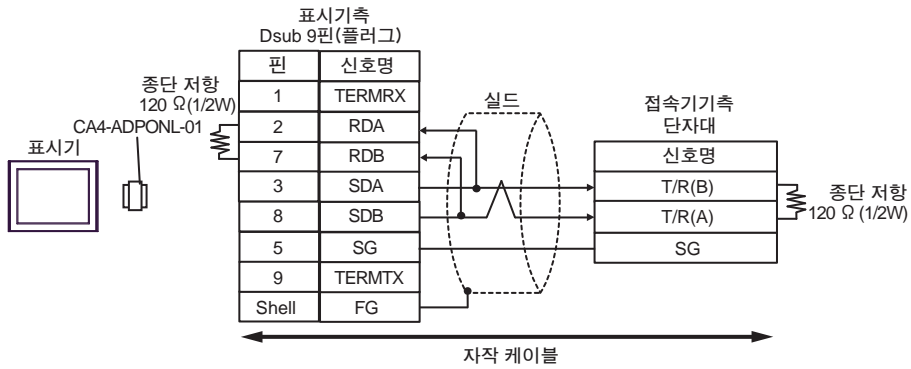 표시기측
Dsub 9핀(플러그)
종단 저항
120 Ω(1/2W)
CA4-ADPONL-01
표시기
핀 신호명
1 TERMRX
2 RDA
7 RDB
3 SDA
8 SDB
5 SG
9 TERMTX
Shell FG
실드
접속기기측
단자대
신호명
T/R(B)
T/R(A)
SG
종단 저항
120 Ω (1/2W)
자작 케이블